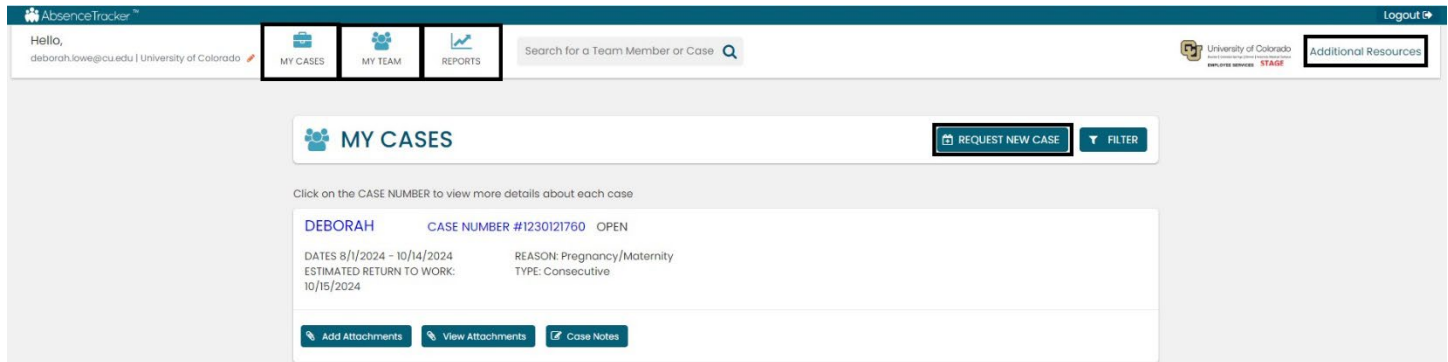 AbsenceTracker™
Logout
Hello,
deborah.lowe@cu.edu | University of Colorado
MY CASES
MY TEAM
REPORTS
Search for a Team Member or Case
University of Colorado
EMPLOYEE SERVICES STAGE
Additional Resources
MY CASES
REQUEST NEW CASE
FILTER
Click on the CASE NUMBER to view more details about each case
DEBORAH CASE NUMBER #1230121760 OPEN
DATES 8/1/2024 - 10/14/2024 REASON: Pregnancy/Maternity
ESTIMATED RETURN TO WORK: TYPE: Consecutive
10/15/2024
Add Attachments
View Attachments
Case Notes